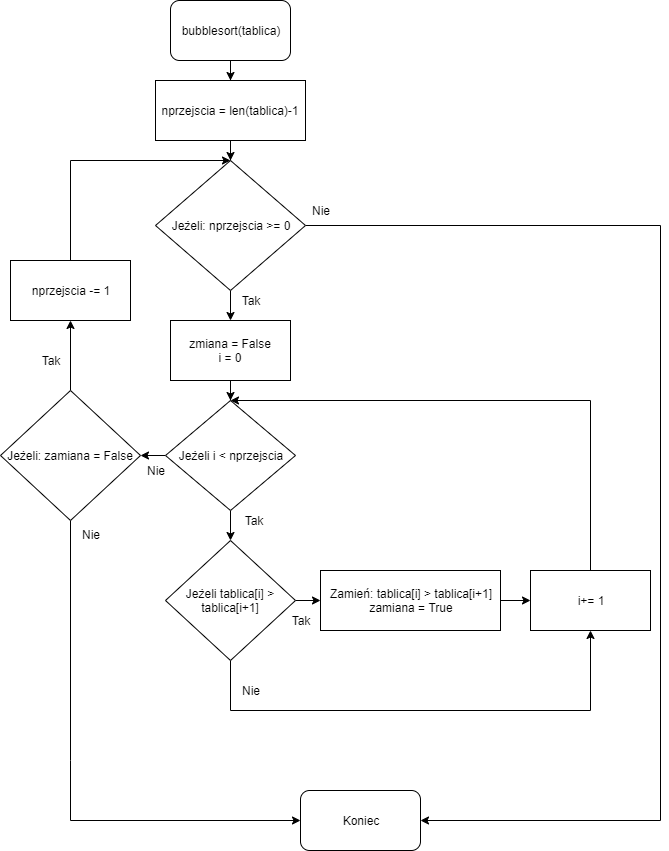 bubblesort(tablica)
nprzejscia = len(tablica)-1
Jeżeli: nprzejscia >= 0
Nie
Tak
nprzejscia -= 1
zmiana = False
i = 0
Tak
Jeżeli: zamiana = False
Nie
Jeżeli i < nprzejscia
Nie
Tak
Jeżeli tablica[i] >
tablica[i+1]
Tak
Zamień: tablica[i] > tablica[i+1]
zamiana = True
i+= 1
Nie
Koniec